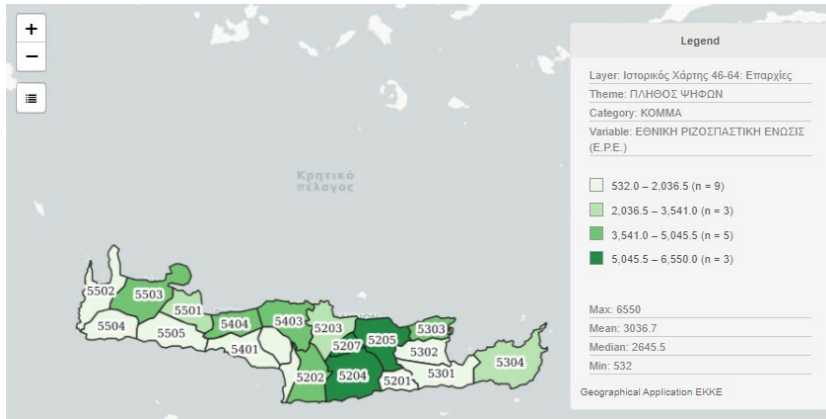 +
−
Legend
Layer: Ιστορικός Χάρτης 46-64: Επαρχίες
Theme: ΠΛΗΘΟΣ ΨΗΦΩΝ
Category: ΚΟΜΜΑ
Variable: ΕΘΝΙΚΗ ΡΙΖΟΣΠΑΣΤΙΚΗ ΕΝΩΣΙΣ
(Ε.Ρ.Ε.)
532.0 – 2,036.5 (n = 9)
2,036.5 – 3,541.0 (n = 3)
3,541.0 – 5,045.5 (n = 5)
5,045.5 – 6,550.0 (n = 3)
Max: 6550
Mean: 3036.7
Median: 2645.5
Min: 532
Geographical Application EKKE
Κρητικό
πέλαγος
5502
5503
5501
5504
5505
5404
5403
5401
5203
5207
5205
5303
5302
5202
5204
5201
5301
5304